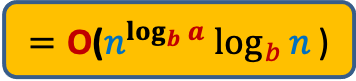 = O(n^{log_b a} log_b n )